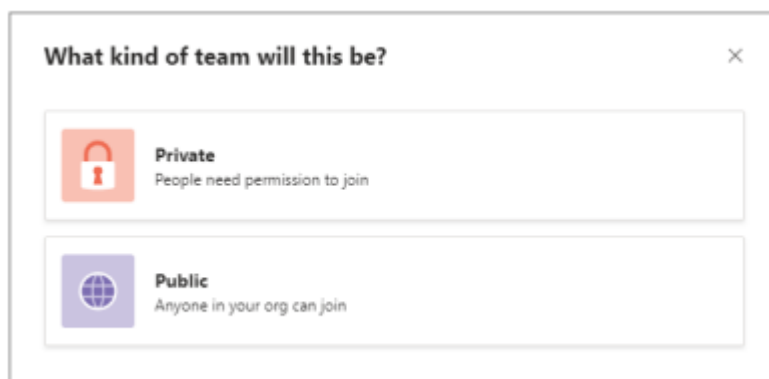 What kind of team will this be?
Private
People need permission to join
Public
Anyone in your org can join